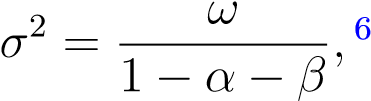 σ² = ω / (1 − α − β), ⁶